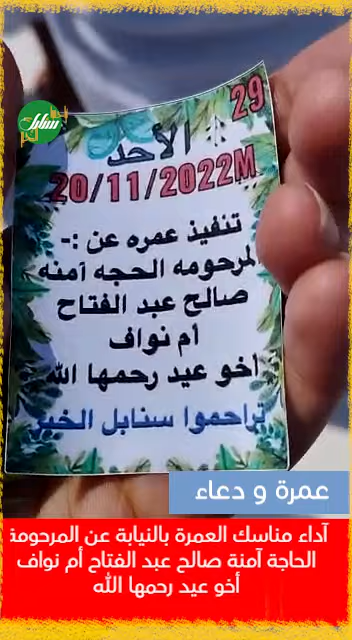 سنابل
29
الأحد
20/11/2022M
تنفيذ عمره عن :-
لمرحومه الحجه آمنه
صالح عبد الفتاح
أم نواف
أخو عيد رحمها الله
تراحموا سنابل الخير
عمرة و دعاء
آداء مناسك العمرة بالنيابة عن المرحومة
الحاجة آمنة صالح عبد الفتاح أم نواف
أخو عيد رحمها الله